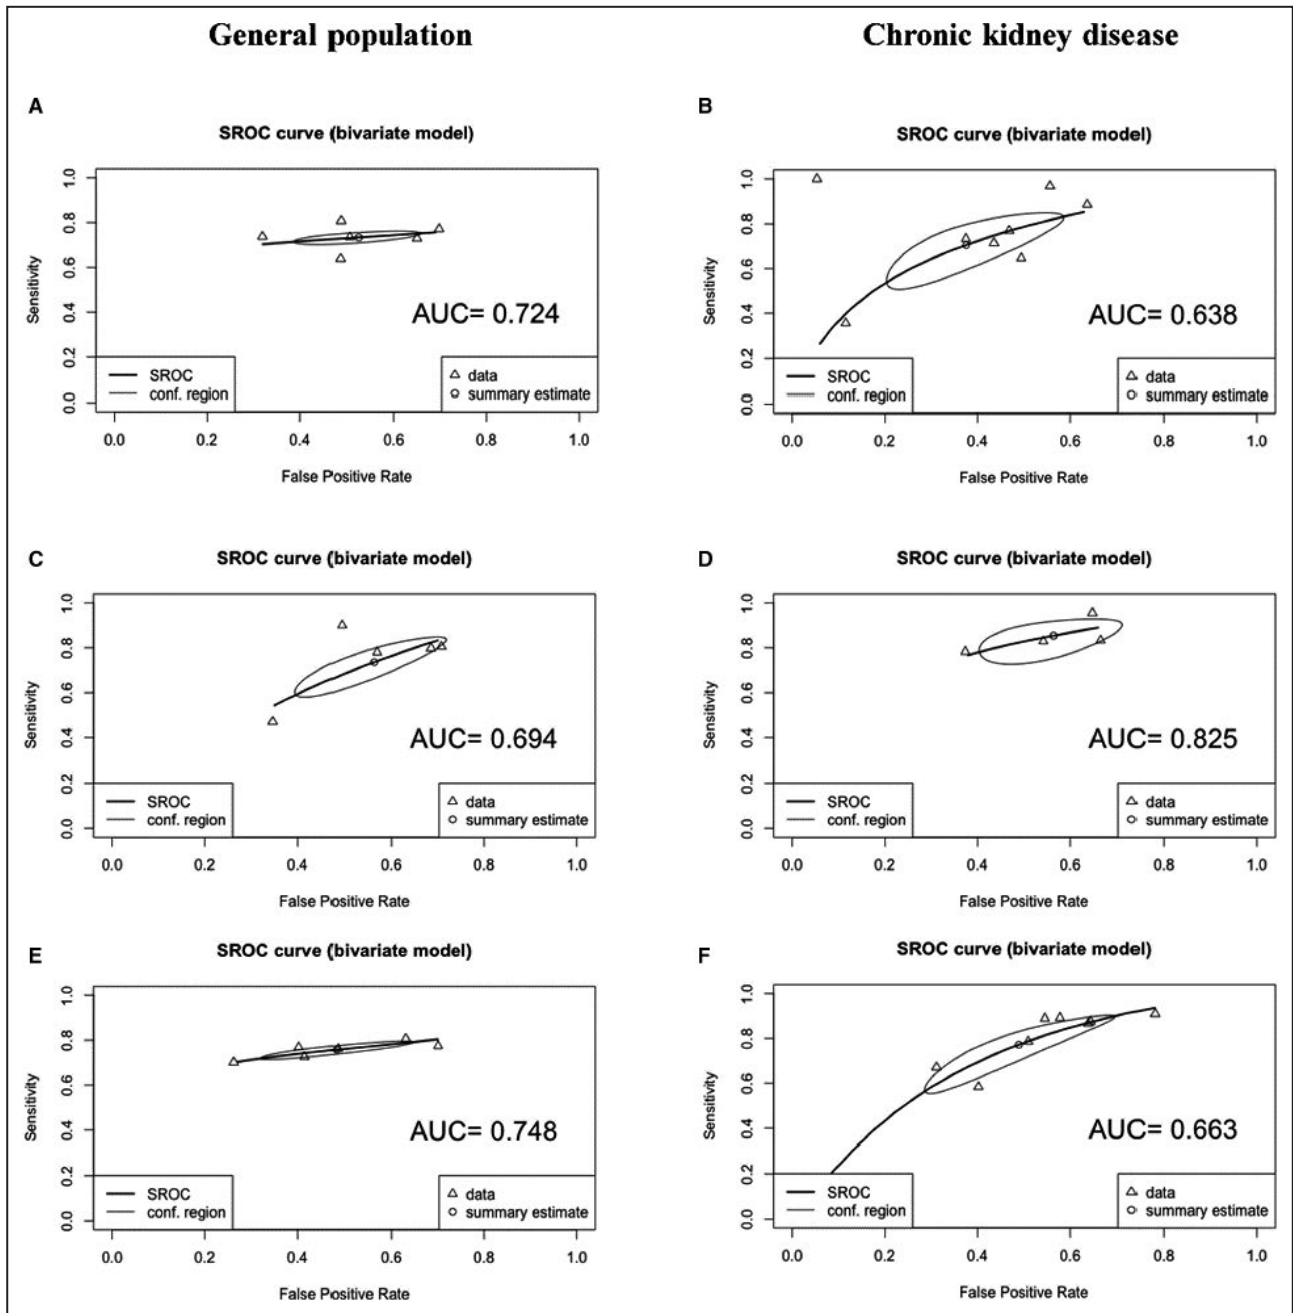 General population
Chronic kidney disease
A
SROC curve (bivariate model)
Sensitivity
1.0
0.8
0.6
0.4
0.2
0.0
AUC= 0.724
SROC
conf. region
data
summary estimate
0.0 0.2 0.4 0.6 0.8 1.0
False Positive Rate
B
SROC curve (bivariate model)
Sensitivity
1.0
0.8
0.6
0.4
0.2
0.0
AUC= 0.638
SROC
conf. region
data
summary estimate
0.0 0.2 0.4 0.6 0.8 1.0
False Positive Rate
C
SROC curve (bivariate model)
Sensitivity
1.0
0.8
0.6
0.4
0.2
0.0
AUC= 0.694
SROC
conf. region
data
summary estimate
0.0 0.2 0.4 0.6 0.8 1.0
False Positive Rate
D
SROC curve (bivariate model)
Sensitivity
1.0
0.8
0.6
0.4
0.2
0.0
AUC= 0.825
SROC
conf. region
data
summary estimate
0.0 0.2 0.4 0.6 0.8 1.0
False Positive Rate
E
SROC curve (bivariate model)
Sensitivity
1.0
0.8
0.6
0.4
0.2
0.0
AUC= 0.748
SROC
conf. region
data
summary estimate
0.0 0.2 0.4 0.6 0.8 1.0
False Positive Rate
F
SROC curve (bivariate model)
Sensitivity
1.0
0.8
0.6
0.4
0.2
0.0
AUC= 0.663
SROC
conf. region
data
summary estimate
0.0 0.2 0.4 0.6 0.8 1.0
False Positive Rate